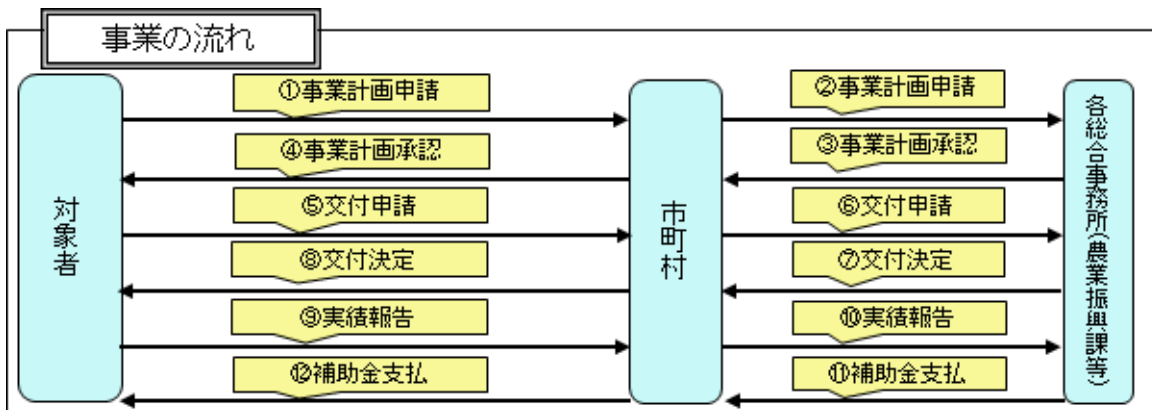 事業の流れ
対象者
市町村
各総合事務所(農業振興課等)
①事業計画申請
②事業計画申請
④事業計画承認
③事業計画承認
⑤交付申請
⑥交付申請
⑧交付決定
⑦交付決定
⑨実績報告
⑩実績報告
⑫補助金支払
⑪補助金支払